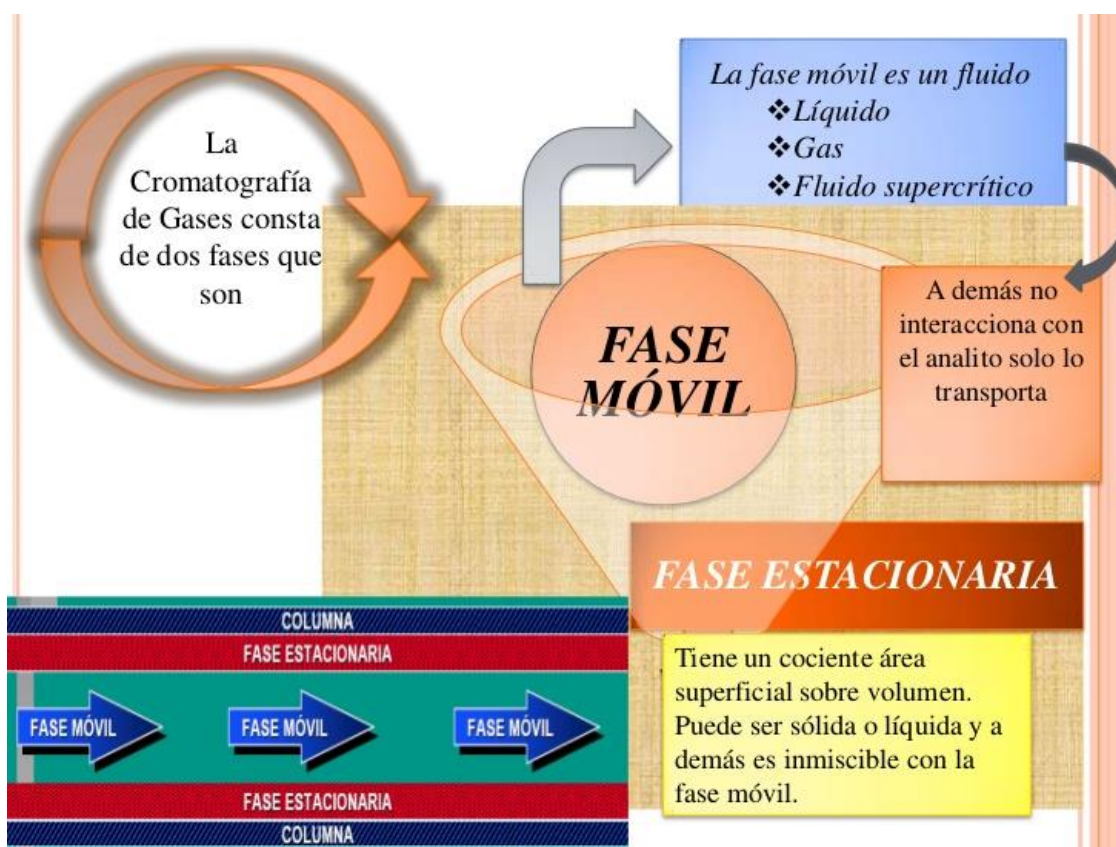 La
Cromatografía
de Gases consta
de dos fases que
son
La fase móvil es un fluido
❖Líquido
❖Gas
❖Fluido supercrítico
FASE
MÓVIL
A demás no
interacciona con
el analito solo lo
transporta
FASE ESTACIONARIA
Tiene un cociente área
superficial sobre volumen.
Puede ser sólida o líquida y a
demás es inmiscible con la
fase móvil.
COLUMNA
FASE ESTACIONARIA
FASE MÓVIL FASE MÓVIL FASE MÓVIL
FASE ESTACIONARIA
COLUMNA